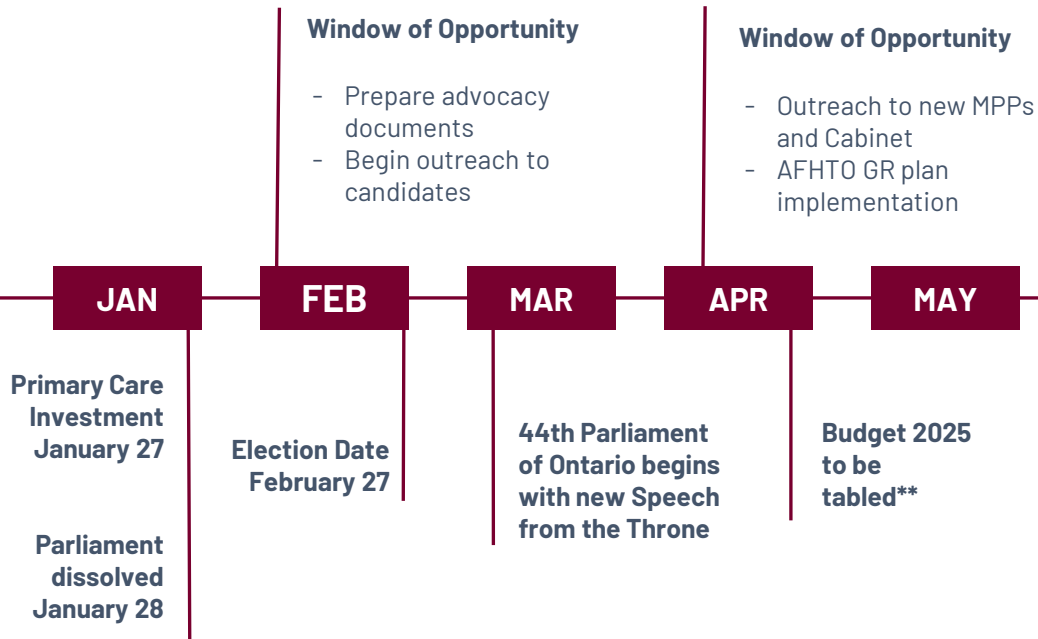 Window of Opportunity
- Prepare advocacy
documents
- Begin outreach to
candidates
Window of Opportunity
- Outreach to new MPPs
and Cabinet
- AFHTO GR plan
implementation
JAN
FEB
MAR
APR
MAY
Primary Care
Investment
January 27
Parliament
dissolved
January 28
Election Date
February 27
44th Parliament
of Ontario begins
with new Speech
from the Throne
Budget 2025
to be
tabled**